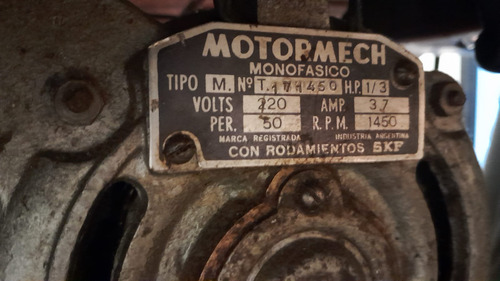 MOTORMECH
MONOFASICO
TIPO M. Nº T.171450 H.P. 1/3
VOLTS 220 AMP. 3,7
PER. 50 R.P.M. 1450
MARCA REGISTRADA INDUSTRIA ARGENTINA
CON RODAMIENTOS SKF